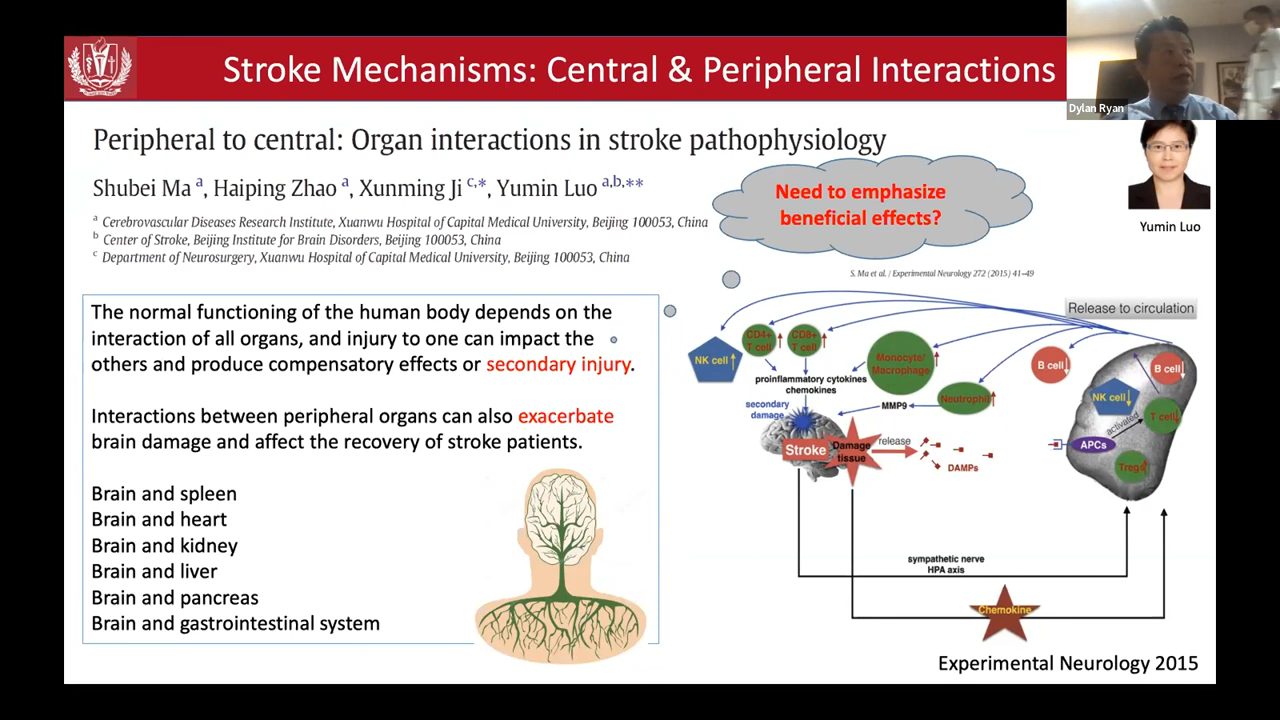 Stroke Mechanisms: Central & Peripheral Interactions
Dylan Ryan
Peripheral to central: Organ interactions in stroke pathophysiology
Shubei Ma a, Haiping Zhao a, Xunming Ji c,*, Yumin Luo a,b,**
a Cerebrovascular Diseases Research Institute, Xuanwu Hospital of Capital Medical University, Beijing 100053, China
b Center of Stroke, Beijing Institute for Brain Disorders, Beijing 100053, China
c Department of Neurosurgery, Xuanwu Hospital of Capital Medical University, Beijing 100053, China
Need to emphasize
beneficial effects?
Yumin Luo
S. Ma et al. / Experimental Neurology 272 (2015) 41–49
The normal functioning of the human body depends on the
interaction of all organs, and injury to one can impact the
others and produce compensatory effects or secondary injury.
Interactions between peripheral organs can also exacerbate
brain damage and affect the recovery of stroke patients.
Brain and spleen
Brain and heart
Brain and kidney
Brain and liver
Brain and pancreas
Brain and gastrointestinal system
Release to circulation
CD4+
T cell
CD8+
T cell
NK cell
Monocyte/
Macrophage
B cell
B cell
proinflammatory cytokines
chemokines
Neutrophil
NK cell
T cell
secondary
damage
MMP9
activated
Stroke
Damage
tissue
release
DAMPs
APCs
Tregs
sympathetic nerve
HPA axis
Chemokine
Experimental Neurology 2015